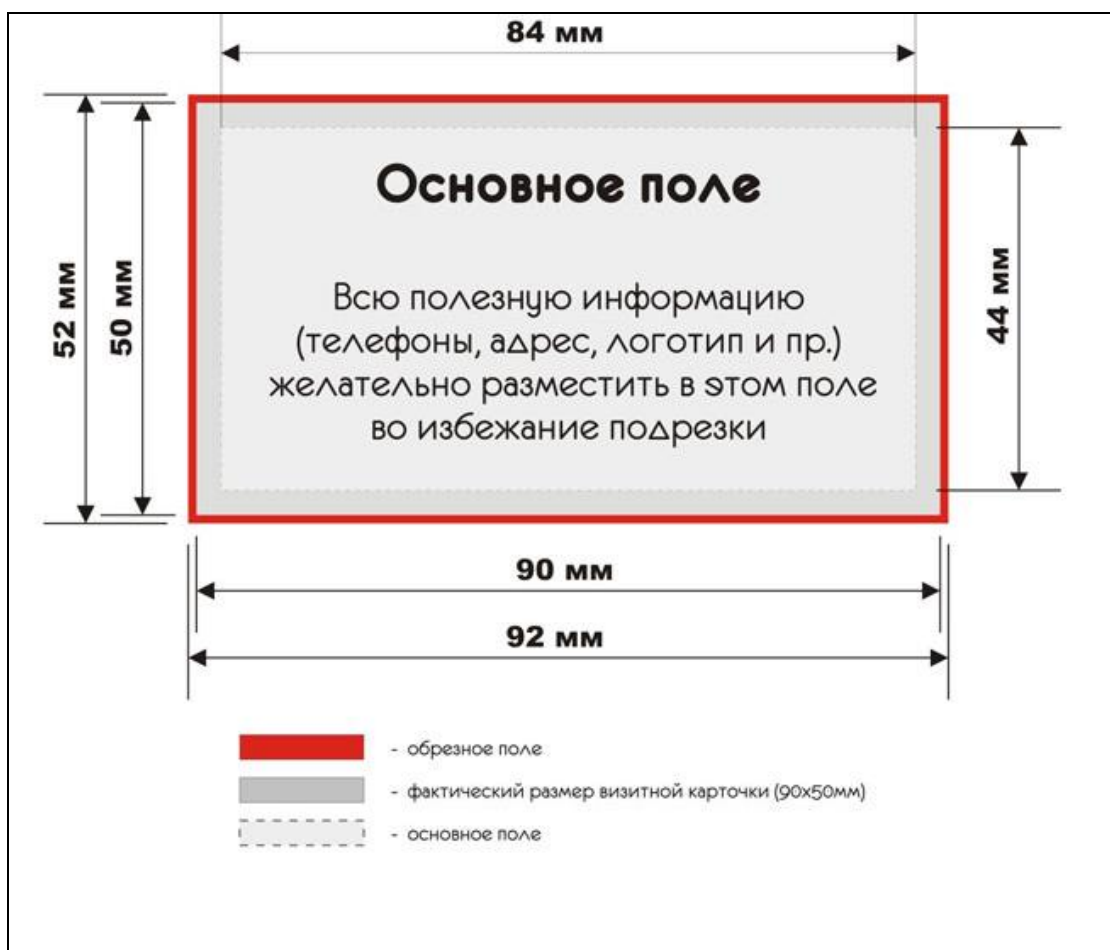 84 мм
Основное поле
Всю полезную информацию
(телефоны, адрес, логотип и пр.)
желательно разместить в этом поле
во избежание подрезки
52 мм
50 мм
44 мм
90 мм
92 мм
- обрезное поле
- фактический размер визитной карточки (90х50мм)
- основное поле